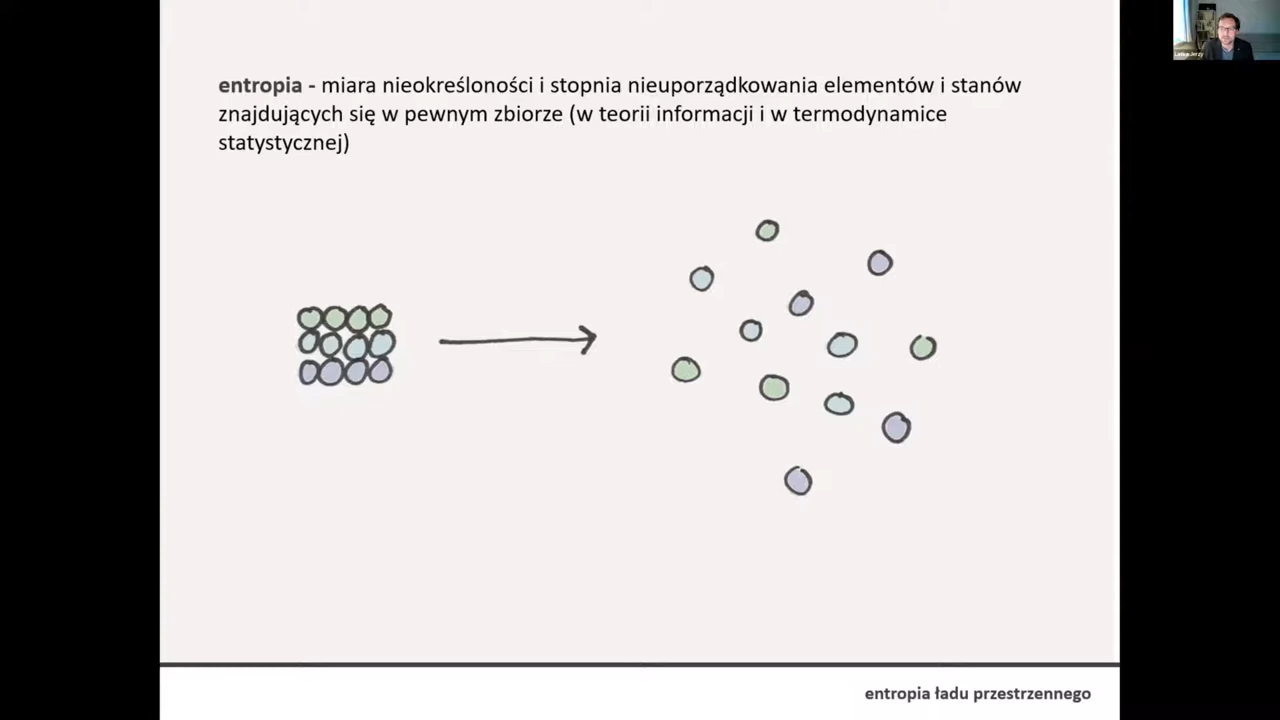 entropia - miara nieokreśloności i stopnia nieuporządkowania elementów i stanów
znajdujących się w pewnym zbiorze (w teorii informacji i w termodynamice
statystycznej)
entropia ładu przestrzennego